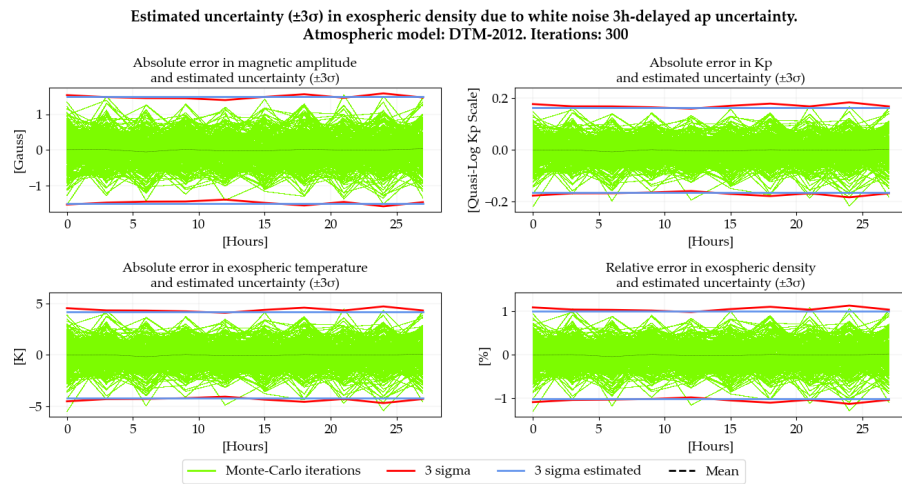 Estimated uncertainty (±3σ) in exospheric density due to white noise 3h-delayed ap uncertainty.
Atmospheric model: DTM-2012. Iterations: 300
Absolute error in magnetic amplitude
and estimated uncertainty (±3σ)
[Gauss]
1
0
−1
0 5 10 15 20 25
[Hours]
Absolute error in Kp
and estimated uncertainty (±3σ)
[Quasi-Log Kp Scale]
0.2
0.0
−0.2
0 5 10 15 20 25
[Hours]
Absolute error in exospheric temperature
and estimated uncertainty (±3σ)
[K]
5
0
−5
0 5 10 15 20 25
[Hours]
Relative error in exospheric density
and estimated uncertainty (±3σ)
[%]
1
0
−1
0 5 10 15 20 25
[Hours]
Monte-Carlo iterations 3 sigma 3 sigma estimated Mean